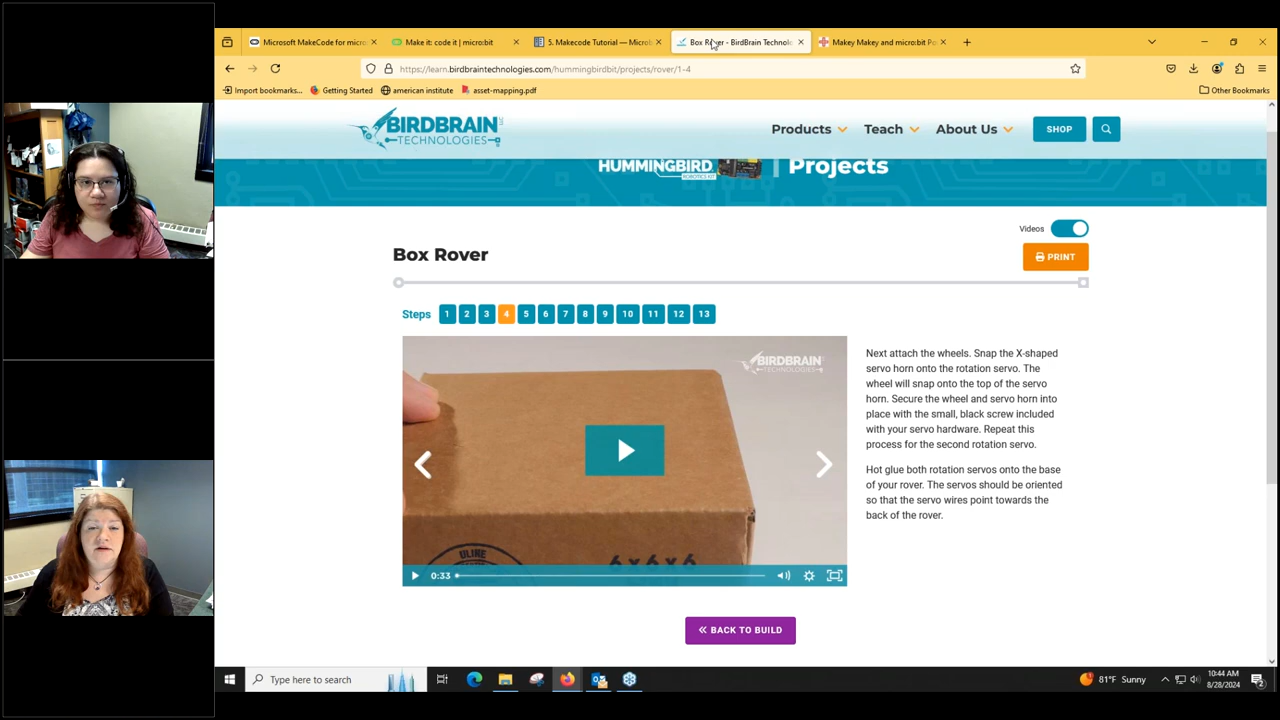 Microsoft MakeCode for micro:
Make it: code it | micro:bit
5. Makecode Tutorial — Microb
Box Rover - BirdBrain Technolo
Makey Makey and micro:bit Po
https://learn.birdbraintechnologies.com/hummingbirdbit/projects/rover/1-4
Import bookmarks...
Getting Started
american institute
asset-mapping.pdf
Other Bookmarks
BIRDBRAIN
TECHNOLOGIES
Products
Teach
About Us
SHOP
HUMMINGBIRD
ROBOTICS KIT
Projects
Videos
Box Rover
PRINT
Steps 1 2 3 4 5 6 7 8 9 10 11 12 13
BIRDBRAIN
TECHNOLOGIES
Next attach the wheels. Snap the X-shaped
servo horn onto the rotation servo. The
wheel will snap onto the top of the servo
horn. Secure the wheel and servo horn into
place with the small, black screw included
with your servo hardware. Repeat this
process for the second rotation servo.
Hot glue both rotation servos onto the base
of your rover. The servos should be oriented
so that the servo wires point towards the
back of the rover.
ULINE
6x6x6
0:33
BACK TO BUILD
Type here to search
81°F Sunny
10:44 AM
8/28/2024
2